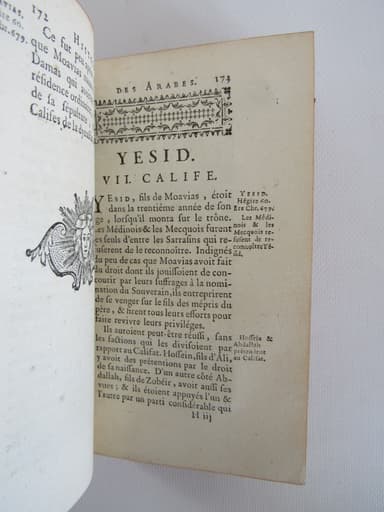 172
Ce fut
que Moavias
Damas qui
résidence
de sa
Califes de la
DES ARABES. 173
YESID.
VII. CALIFE.
YESID, fils de Moavias, étoit
dans la trentième année de son
âge, lorsqu'il monta sur le trône.
Les Médinois & les Mecquois furent
les seuls d'entre les Sarrasins qui re-
fusèrent de le reconnoître. Indignés
du peu de cas que Moavias avoit fait
du droit dont ils jouissoient de con-
courir par leurs suffrages à la nomi-
nation du Souverain, ils entreprirent
de se venger sur le fils des mépris du
père, & firent tous leurs efforts pour
faire revivre leurs privilèges.
Ils auroient peut-être réussi, sans
les factions qui les divisoient par
rapport au Califat. Hossein, fils d'Ali,
y avoit des prétentions par le droit
de sa naissance. D'un autre côté Ab-
dallah, fils de Zobéir, avoit aussi ses
vues; & ils étoient appuyés l'un &
l'autre par un parti considérable qui
H iij
YESID.
Hégire 60.
Ere Chr. 679.
Les Médi-
nois & les
Mecquois re-
fusent de re-
connoître Yé-
sid.
Hossein &
Abdallah
prétendent
au Califat.